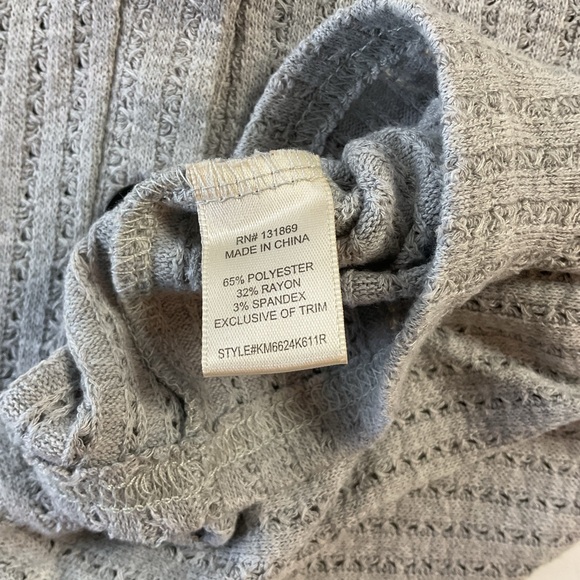 RN# 131869
MADE IN CHINA
65% POLYESTER
32% RAYON
3% SPANDEX
EXCLUSIVE OF TRIM
STYLE#KM6624K611R